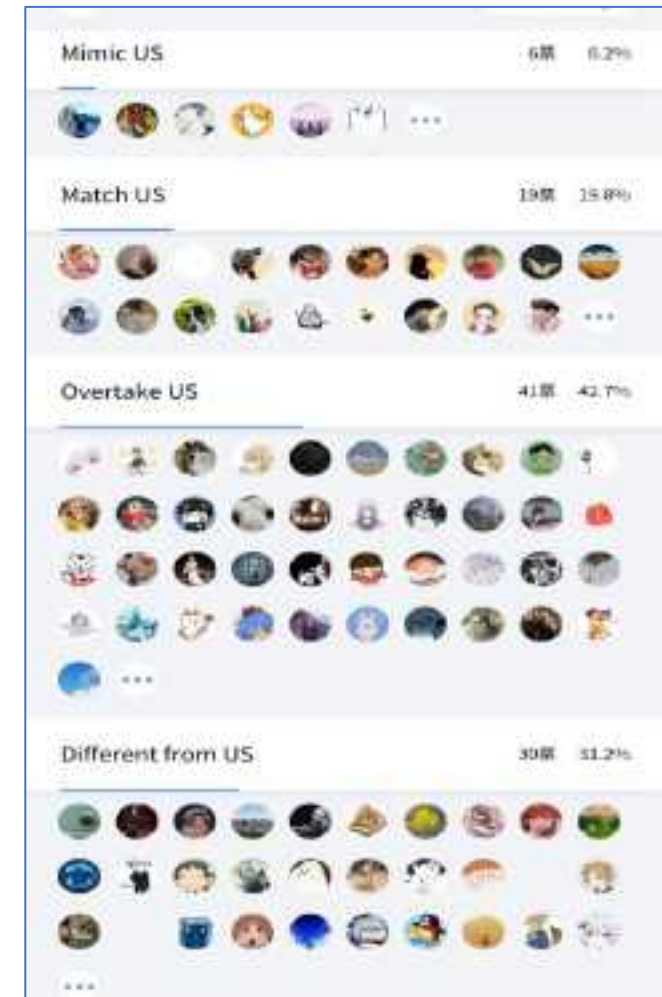 Mimic US 6票 6.2%
Match US 19票 19.8%
Overtake US 41票 42.7%
Different from US 30票 31.2%